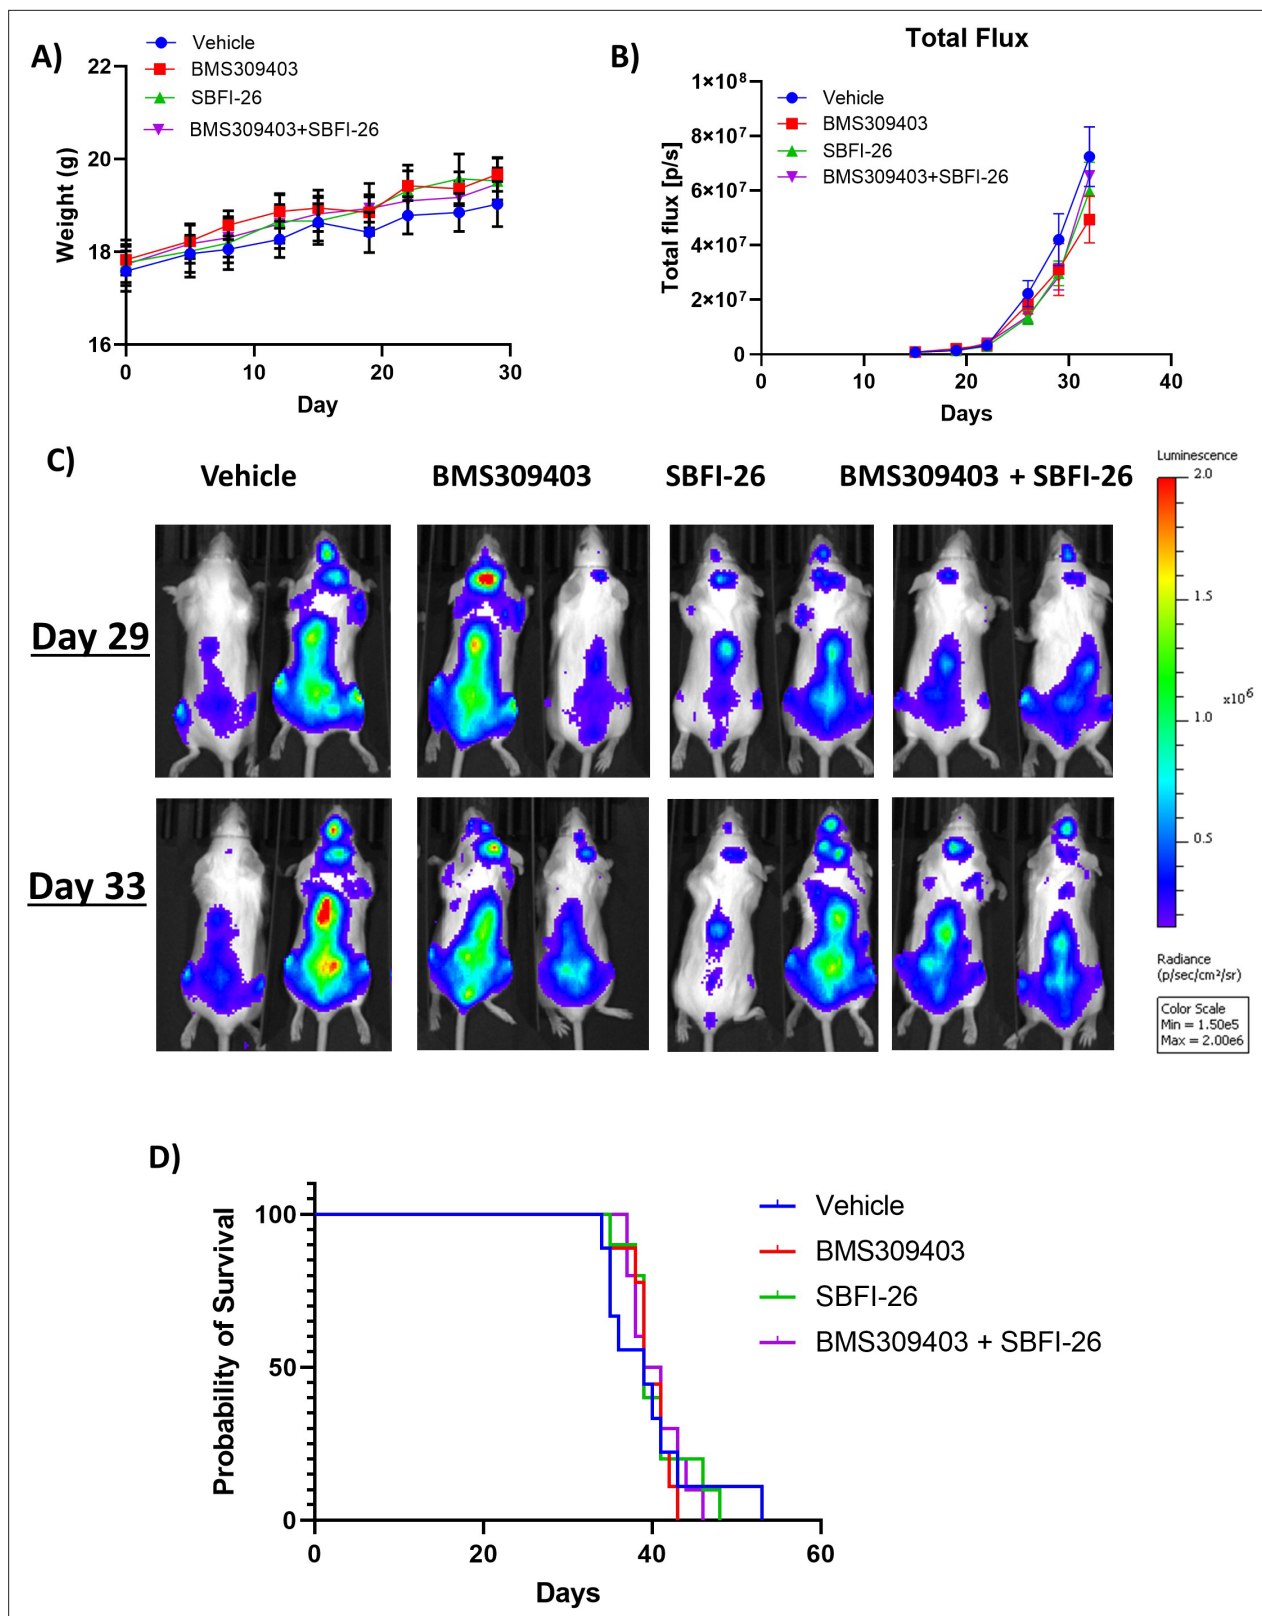 A)
Vehicle
BMS309403
SBFI-26
BMS309403+SBFI-26
22
20
18
16
Weight (g)
0
10
20
30
Day
B)
Total Flux
Vehicle
BMS309403
SBFI-26
BMS309403+SBFI-26
1×10⁸
8×10⁷
6×10⁷
4×10⁷
2×10⁷
0
Total flux [p/s]
0
10
20
30
40
Days
C)
Vehicle
BMS309403
SBFI-26
BMS309403 + SBFI-26
Day 29
Day 33
Luminescence
2.0
1.5
1.0
x10⁶
0.5
Radiance
(p/sec/cm²/sr)
Color Scale
Min = 1.50e5
Max = 2.00e6
D)
100
50
0
Probability of Survival
0
20
40
60
Days
Vehicle
BMS309403
SBFI-26
BMS309403 + SBFI-26